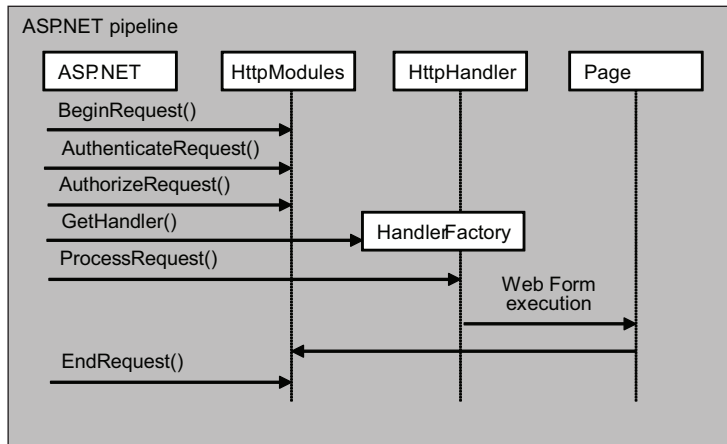 ASP.NET pipeline
ASP.NET
HttpModules
HttpHandler
Page
BeginRequest()
AuthenticateRequest()
AuthorizeRequest()
GetHandler()
HandlerFactory
ProcessRequest()
Web Form
execution
EndRequest()